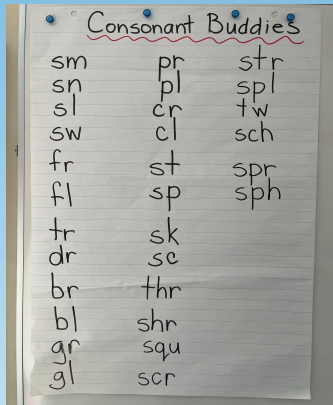 Consonant Buddies
sm pr str
sn pl spl
sl cr tw
sw cl sch
fr st spr
fl sp sph
tr sk
dr sc
br thr
bl shr
gr squ
gl scr